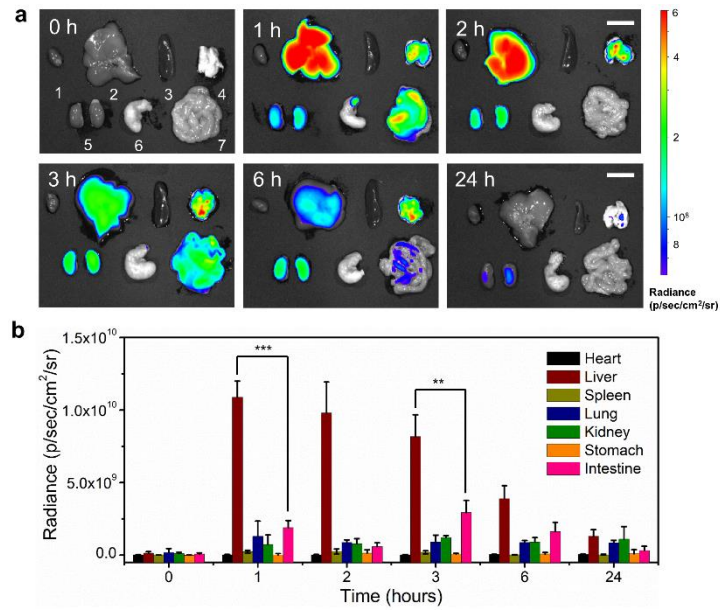 a
0 h
1 h
2 h
1
2
3
4
5
6
7
3 h
6 h
24 h
6
4
2
10⁸
8
Radiance
(p/sec/cm²/sr)
b
Radiance (p/sec/cm²/sr)
1.5x10¹⁰
1.0x10¹⁰
5.0x10⁹
0.0
***
**
Heart
Liver
Spleen
Lung
Kidney
Stomach
Intestine
0
1
2
3
6
24
Time (hours)